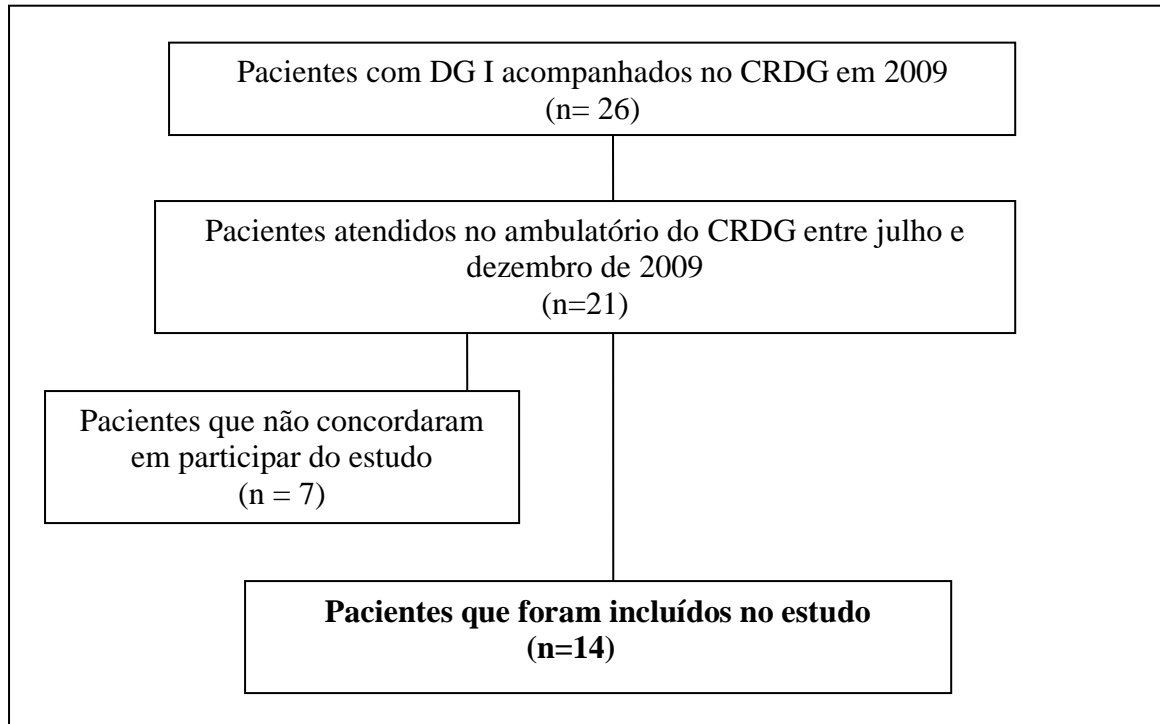 Pacientes com DG I acompanhados no CRDG em 2009
(n= 26)
Pacientes atendidos no ambulatório do CRDG entre julho e
dezembro de 2009
(n=21)
Pacientes que não concordaram
em participar do estudo
(n = 7)
Pacientes que foram incluídos no estudo
(n=14)